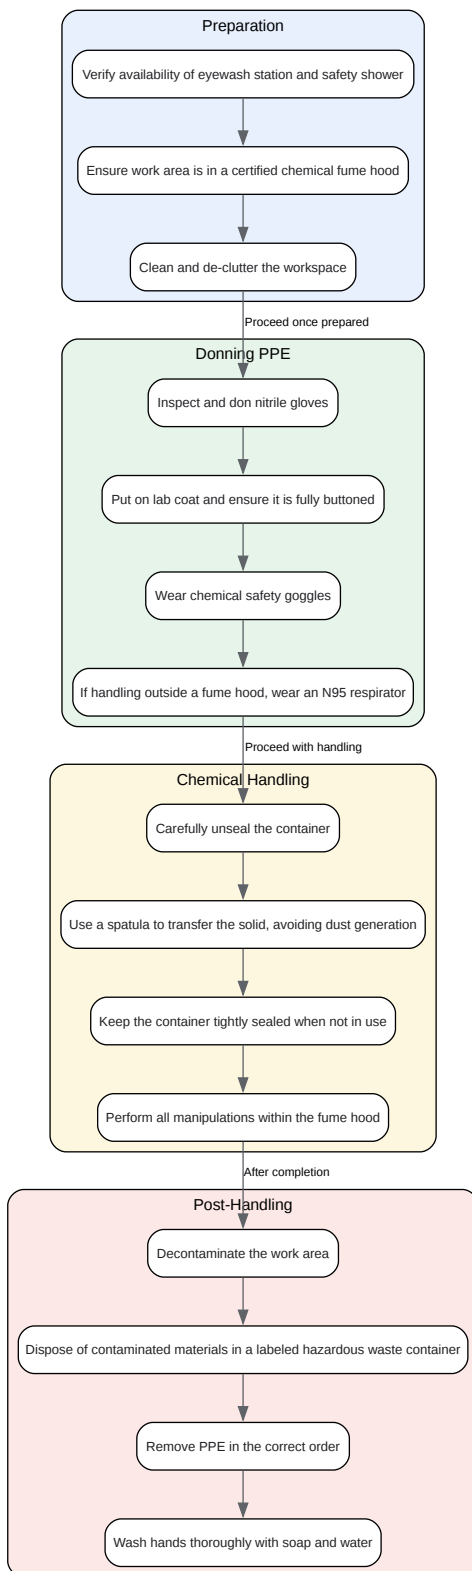 Preparation
Verify availability of eyewash station and safety shower
Ensure work area is in a certified chemical fume hood
Clean and de-clutter the workspace
Proceed once prepared
Donning PPE
Inspect and don nitrile gloves
Put on lab coat and ensure it is fully buttoned
Wear chemical safety goggles
If handling outside a fume hood, wear an N95 respirator
Proceed with handling
Chemical Handling
Carefully unseal the container
Use a spatula to transfer the solid, avoiding dust generation
Keep the container tightly sealed when not in use
Perform all manipulations within the fume hood
After completion
Post-Handling
Decontaminate the work area
Dispose of contaminated materials in a labeled hazardous waste container
Remove PPE in the correct order
Wash hands thoroughly with soap and water